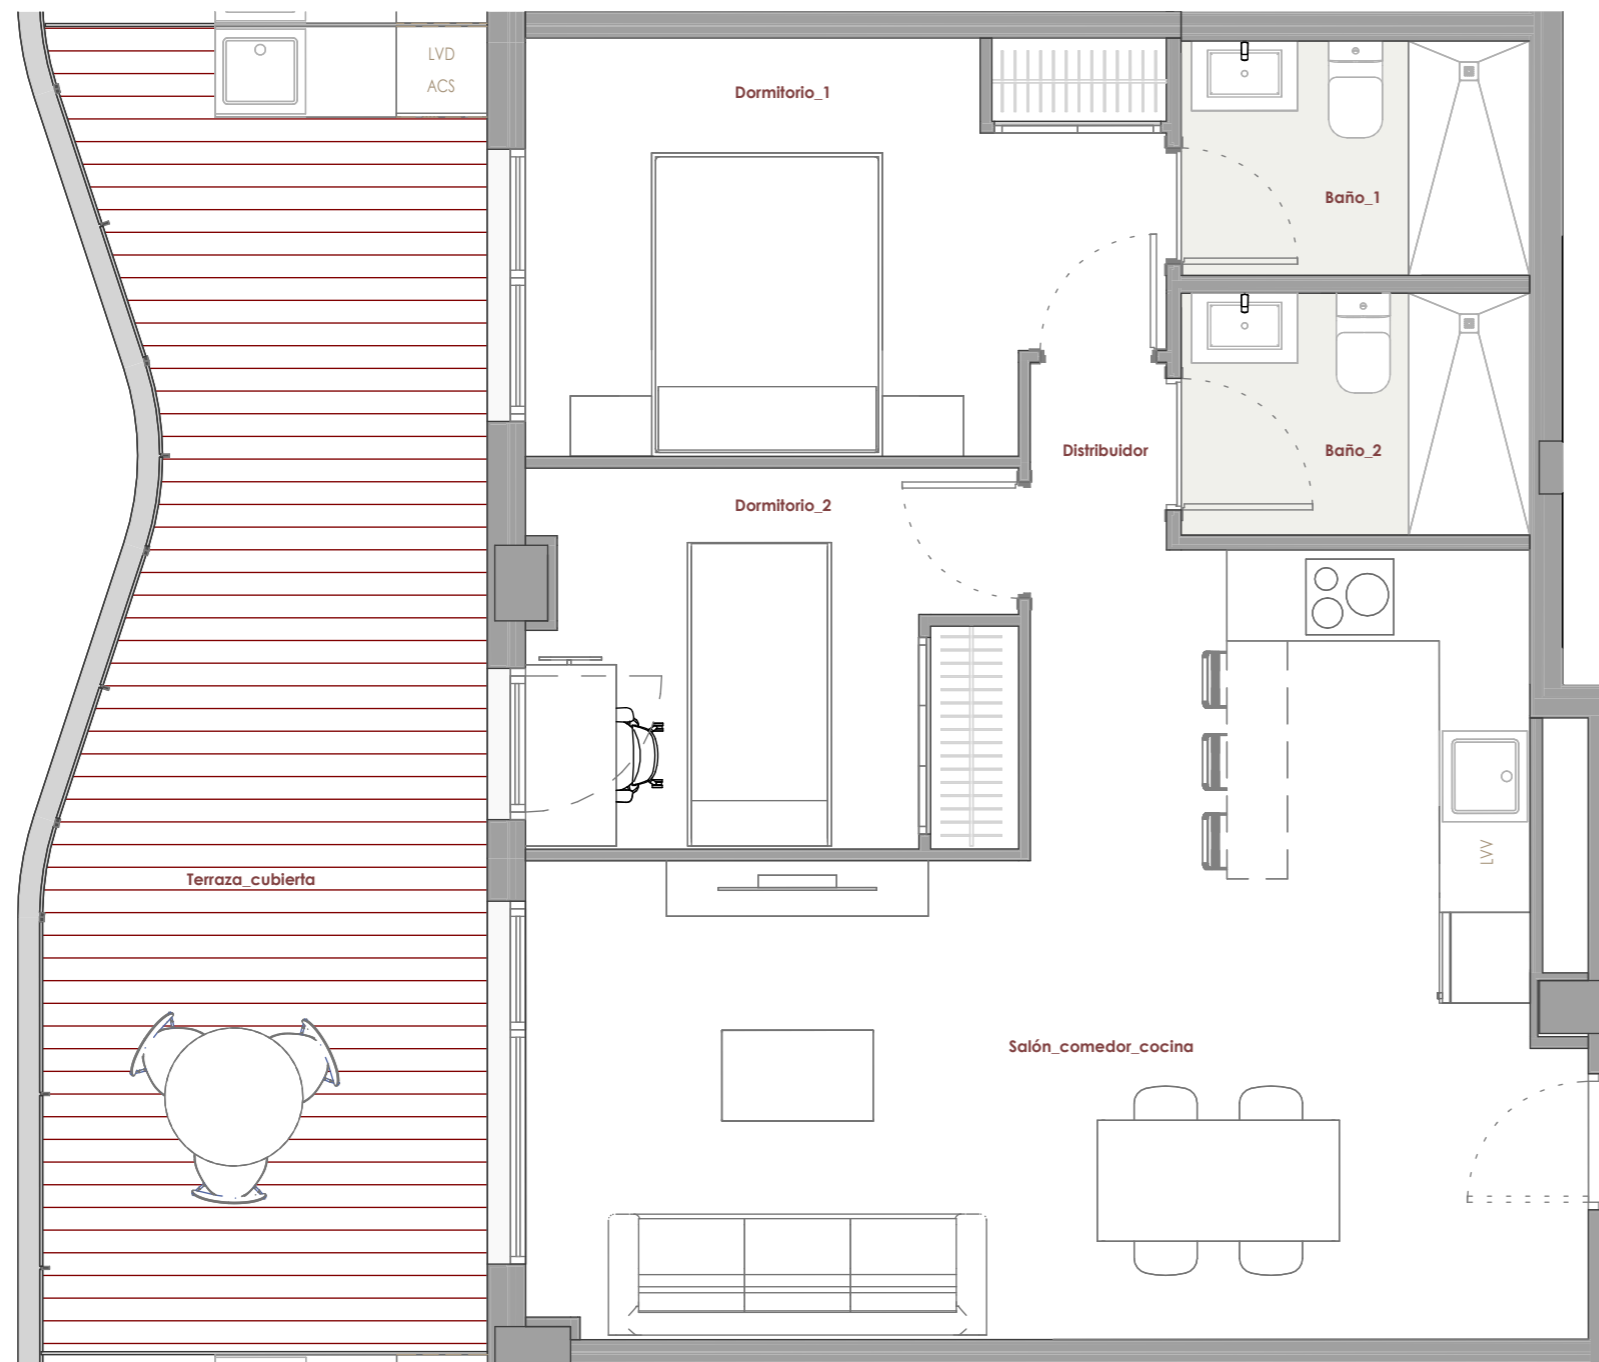 LVD
ACS
Dormitorio_1
Baño_1
Distribuidor
Baño_2
Dormitorio_2
LVV
Terraza_cubierta
Salón_comedor_cocina